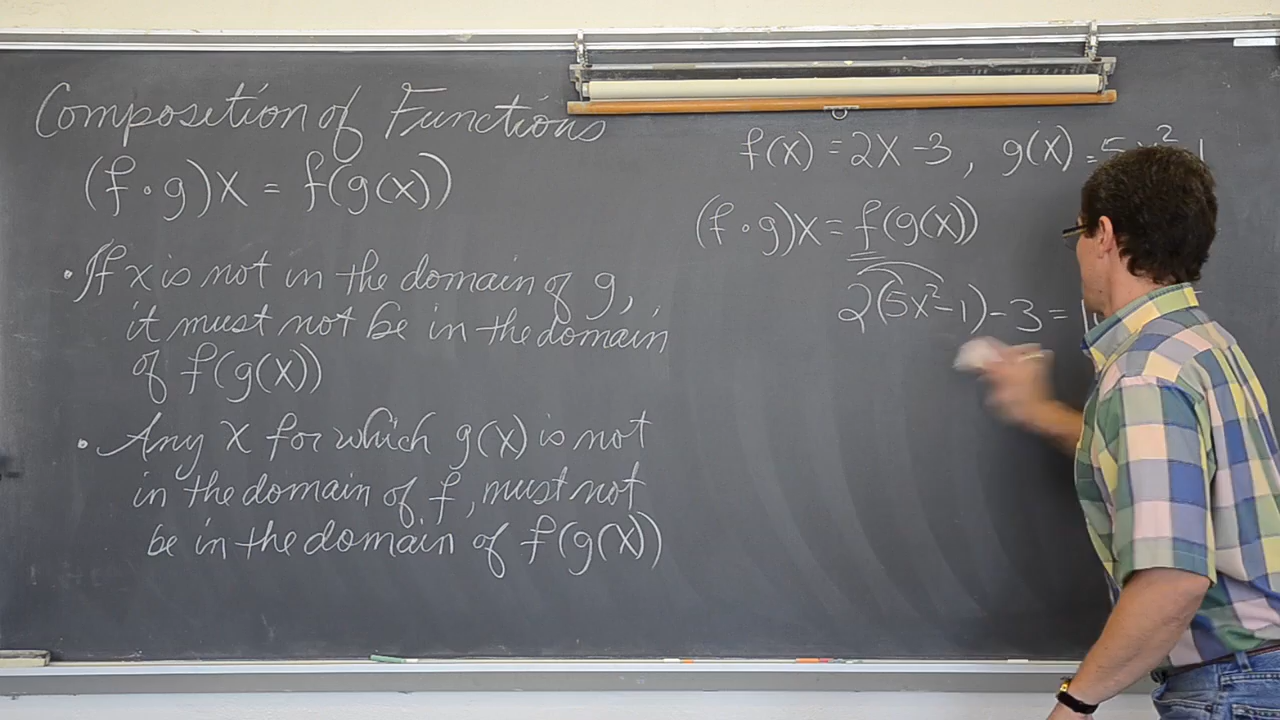 Composition of Functions
(f ∘ g)x = f(g(x))
• If x is not in the domain of g,
it must not be in the domain
of f(g(x))
• Any x for which g(x) is not
in the domain of f, must not
be in the domain of f(g(x))
f(x) = 2x - 3, g(x) =
(f ∘ g)x = f(g(x))
2(5x² - 1) - 3 =